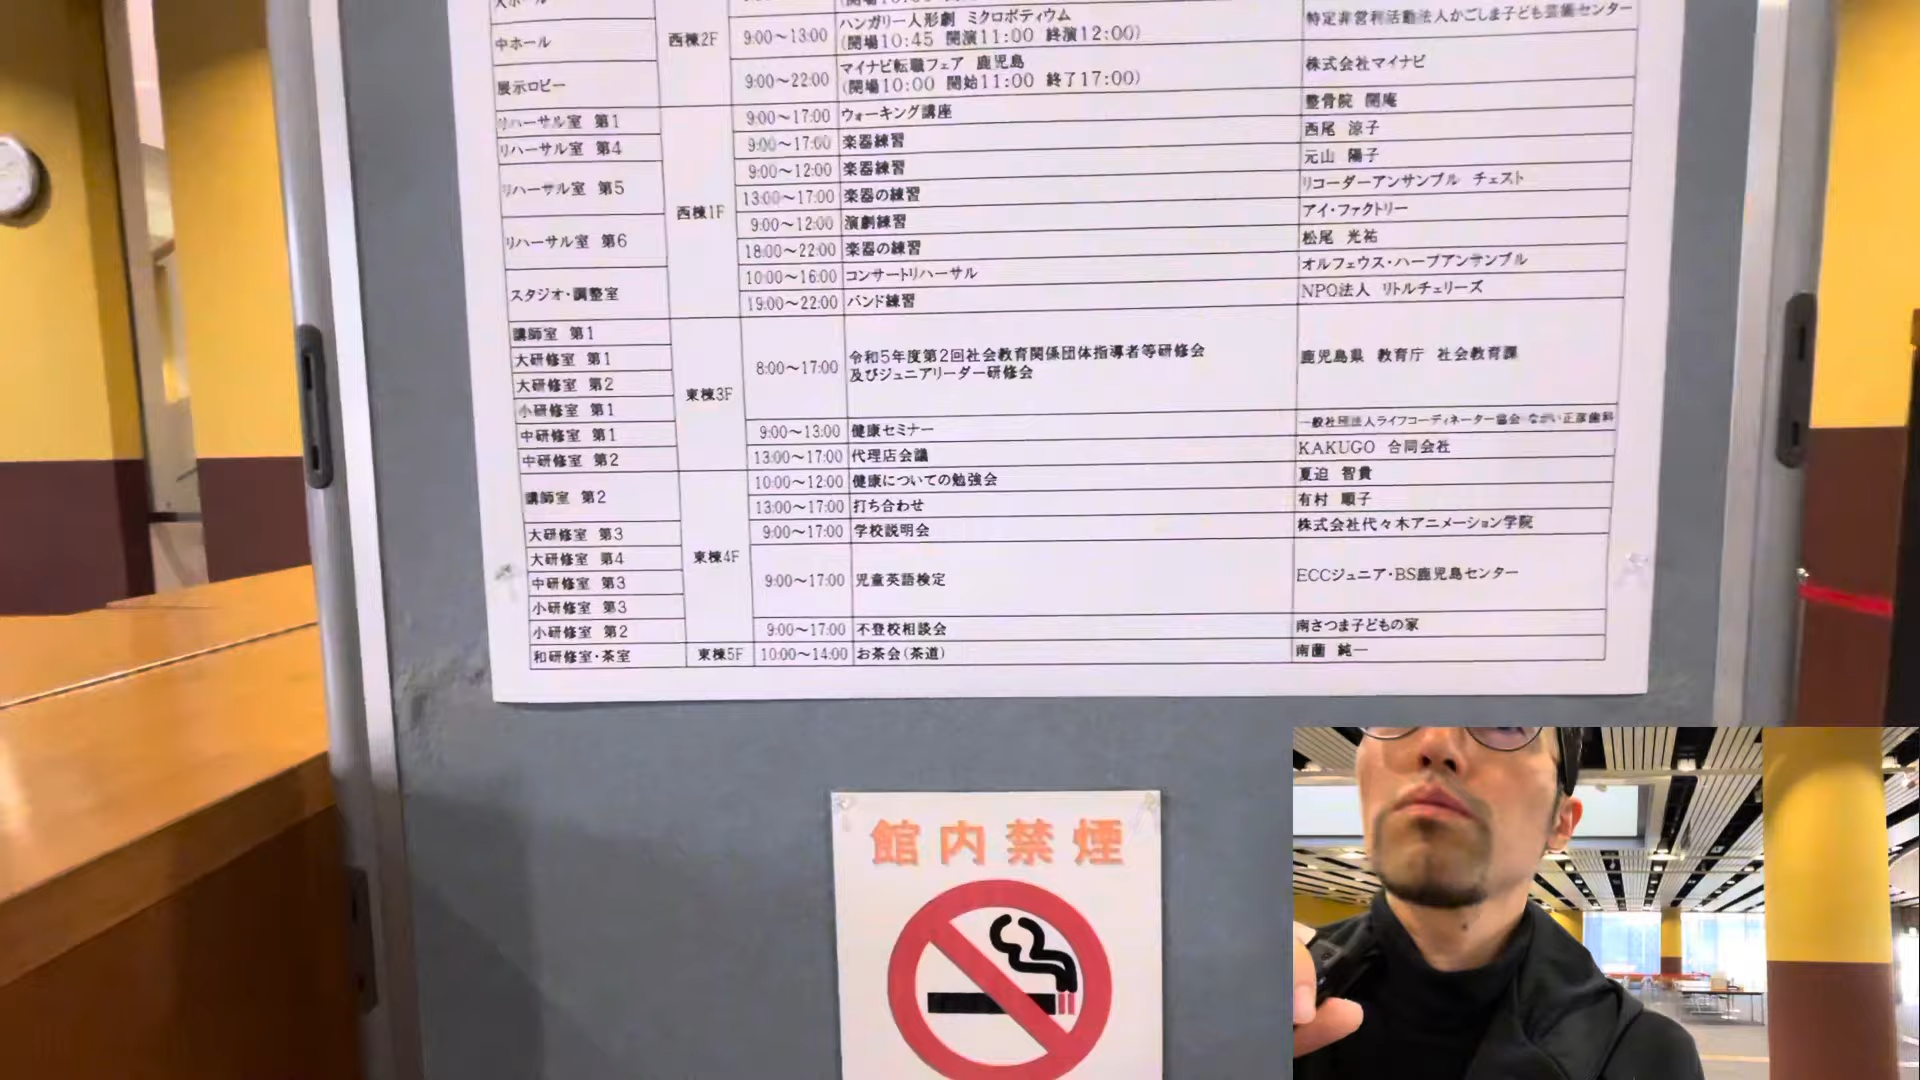 中ホール 西棟2F 9:00～13:00 ハンガリー人形劇 ミクロポディウム 特定非営利活動法人かごしま子ども芸術センター
(開場10:45 開演11:00 終演12:00)
展示ロビー 9:00～22:00 マイナビ転職フェア 鹿児島 株式会社マイナビ
(開場10:00 開始11:00 終了17:00)
リハーサル室 第1 西棟1F 9:00～17:00 ウォーキング講座 整骨院 開庵
リハーサル室 第4 9:00～17:00 楽器練習 西尾 涼子
リハーサル室 第5 9:00～12:00 楽器練習 元山 陽子
13:00～17:00 楽器の練習 リコーダーアンサンブル チェスト
リハーサル室 第6 9:00～12:00 演劇練習 アイ・ファクトリー
18:00～22:00 楽器の練習 松尾 光祐
スタジオ・調整室 10:00～16:00 コンサートリハーサル オルフェウス・ハープアンサンブル
19:00～22:00 バンド練習 NPO法人 リトルチェリーズ
講師室 第1 東棟3F 8:00～17:00 令和5年度第2回社会教育関係団体指導者等研修会 鹿児島県 教育庁 社会教育課
及びジュニアリーダー研修会
大研修室 第1
大研修室 第2
小研修室 第1
中研修室 第1 9:00～13:00 健康セミナー 一般社団法人ライフコーディネーター協会 ながい正彦歯科
中研修室 第2 13:00～17:00 代理店会議 KAKUGO 合同会社
講師室 第2 東棟4F 10:00～12:00 健康についての勉強会 夏迫 智貴
13:00～17:00 打ち合わせ 有村 順子
大研修室 第3 9:00～17:00 学校説明会 株式会社代々木アニメーション学院
大研修室 第4 9:00～17:00 児童英語検定 ECCジュニア・BS鹿児島センター
中研修室 第3
小研修室 第3
小研修室 第2 9:00～17:00 不登校相談会 南さつま子どもの家
和研修室・茶室 東棟5F 10:00～14:00 お茶会(茶道) 南薗 純一
館内禁煙